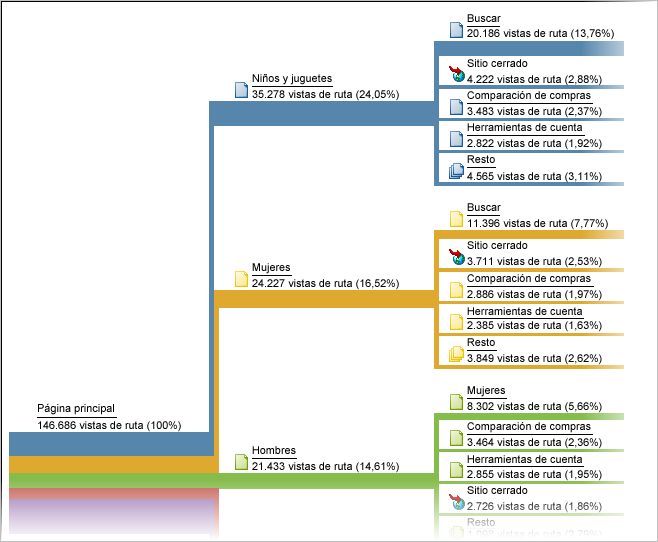 Página principal
146.686 vistas de ruta (100%)
Niños y juguetes
35.278 vistas de ruta (24,05%)
Buscar
20.186 vistas de ruta (13,76%)
Sitio cerrado
4.222 vistas de ruta (2,88%)
Comparación de compras
3.483 vistas de ruta (2,37%)
Herramientas de cuenta
2.822 vistas de ruta (1,92%)
Resto
4.565 vistas de ruta (3,11%)
Mujeres
24.227 vistas de ruta (16,52%)
Buscar
11.396 vistas de ruta (7,77%)
Sitio cerrado
3.711 vistas de ruta (2,53%)
Comparación de compras
2.886 vistas de ruta (1,97%)
Herramientas de cuenta
2.385 vistas de ruta (1,63%)
Resto
3.849 vistas de ruta (2,62%)
Hombres
21.433 vistas de ruta (14,61%)
Mujeres
8.302 vistas de ruta (5,66%)
Comparación de compras
3.464 vistas de ruta (2,36%)
Herramientas de cuenta
2.855 vistas de ruta (1,95%)
Sitio cerrado
2.726 vistas de ruta (1,86%)
Resto
vistas de ruta